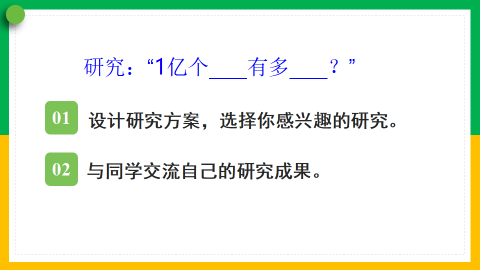 研究：“1亿个____有多____？”
01 设计研究方案，选择你感兴趣的研究。
02 与同学交流自己的研究成果。